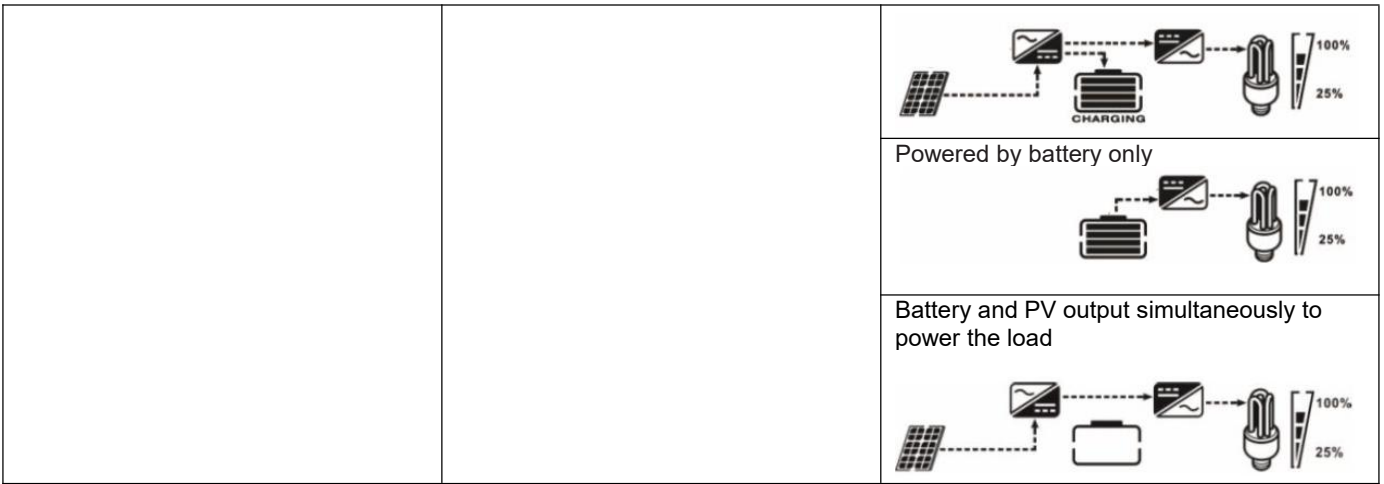 100%
25%
CHARGING
Powered by battery only
100%
25%
Battery and PV output simultaneously to
power the load
100%
25%